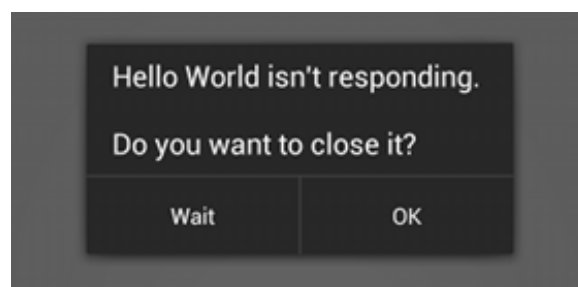 Hello World isn't responding.
Do you want to close it?
Wait
OK